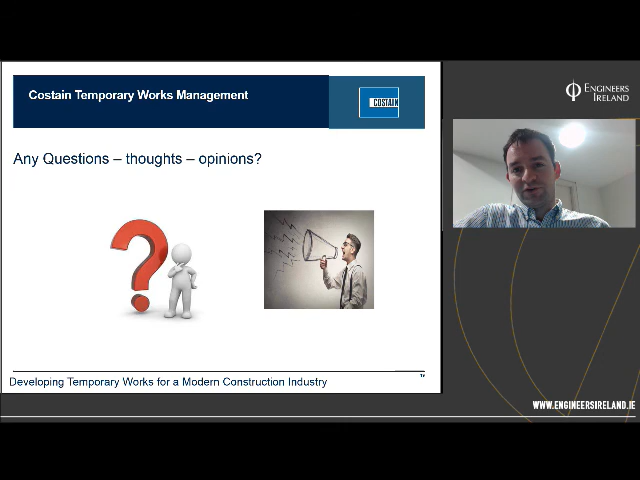 Costain Temporary Works Management
COSTAIN
Any Questions – thoughts – opinions?
Developing Temporary Works for a Modern Construction Industry
ENGINEERS
IRELAND
WWW.ENGINEERSIRELAND.IE